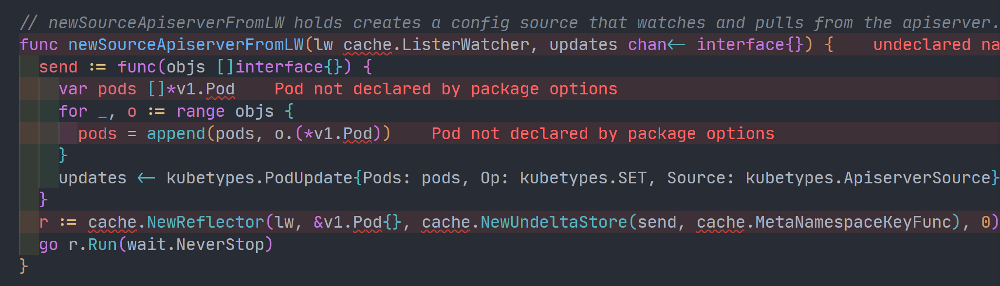 // newSourceApiserverFromLW holds creates a config source that watches and pulls from the apiserver.
func newSourceApiserverFromLW(lw cache.ListerWatcher, updates chan<- interface{}) { undeclared na
send := func(objs []interface{}) {
var pods []*v1.Pod Pod not declared by package options
for _, o := range objs {
pods = append(pods, o.(*v1.Pod)) Pod not declared by package options
}
updates <- kubetypes.PodUpdate{Pods: pods, Op: kubetypes.SET, Source: kubetypes.ApiserverSource}
}
r := cache.NewReflector(lw, &v1.Pod{}, cache.NewUndeltaStore(send, cache.MetaNamespaceKeyFunc), 0)
go r.Run(wait.NeverStop)
}